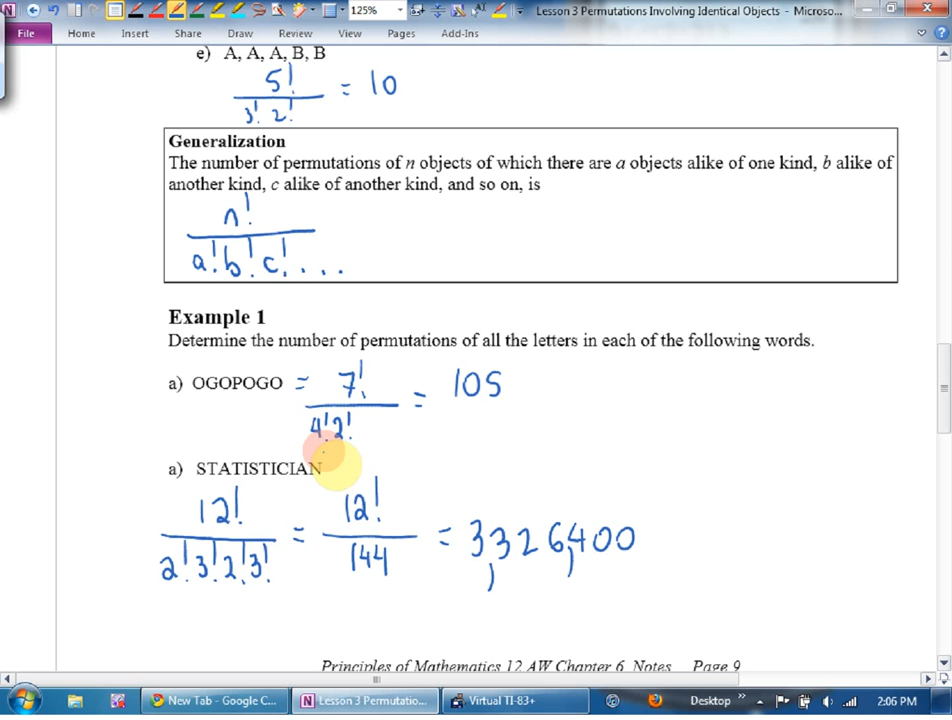 Lesson 3 Permutations Involving Identical Objects - Microso...
125%
File Home Insert Share Draw Review View Pages Add-Ins
e) A, A, A, B, B
5! / 3! 2! = 10
Generalization
The number of permutations of n objects of which there are a objects alike of one kind, b alike of
another kind, c alike of another kind, and so on, is
n! / a! b! c! . . .
Example 1
Determine the number of permutations of all the letters in each of the following words.
a) OGOPOGO = 7! / 4! 2! = 105
a) STATISTICIAN
12! / 2! 3! 2! 3! = 12! / 144 = 3,326,400
Principles of Mathematics 12 AW Chapter 6 Notes Page 9
New Tab - Google C... Lesson 3 Permutatio... Virtual TI-83+ Desktop » 2:06 PM